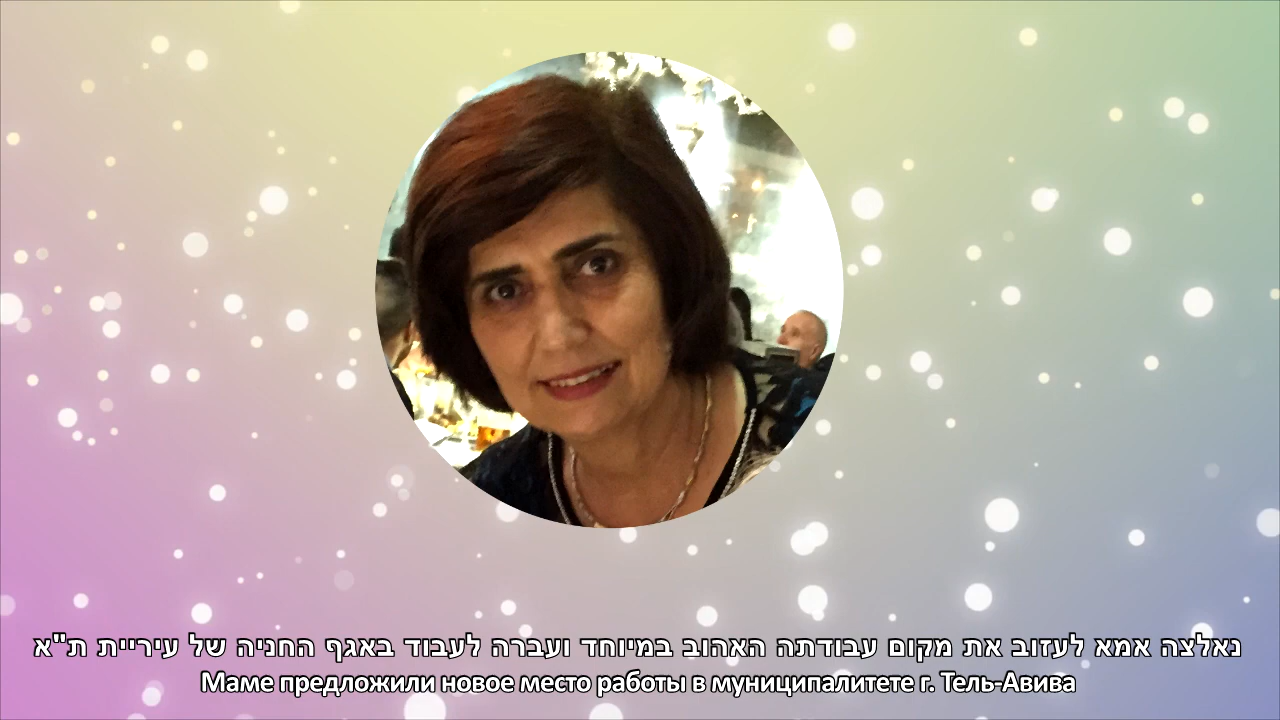 נאלצה אמא לעזוב את מקום עבודתה האהוב במיוחד ועברה לעבוד באגף החניה של עיריית ת"א
Маме предложили новое место работы в муниципалитете г. Тель-Авива